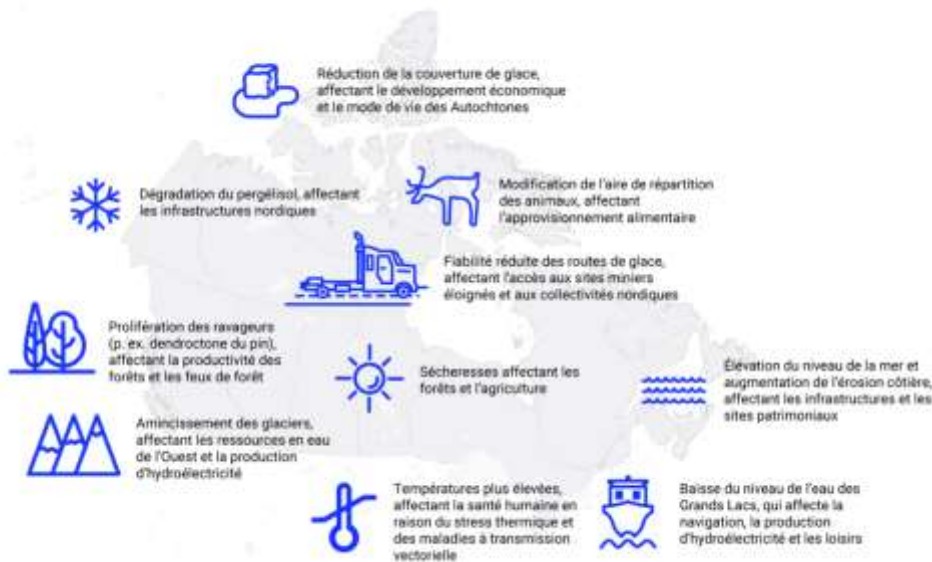 Réduction de la couverture de glace,
affectant le développement économique
et le mode de vie des Autochtones
Dégradation du pergélisol, affectant
les infrastructures nordiques
Modification de l'aire de répartition
des animaux, affectant
l'approvisionnement alimentaire
Fiabilité réduite des routes de glace,
affectant l'accès aux sites miniers
éloignés et aux collectivités nordiques
Prolifération des ravageurs
(p. ex. dendroctone du pin),
affectant la productivité des
forêts et les feux de forêt
Sécheresses affectant les
forêts et l'agriculture
Élévation du niveau de la mer et
augmentation de l'érosion côtière,
affectant les infrastructures et les
sites patrimoniaux
Amincissement des glaciers,
affectant les ressources en eau
de l'Ouest et la production
d'hydroélectricité
Températures plus élevées,
affectant la santé humaine en
raison du stress thermique et
des maladies à transmission
vectorielle
Baisse du niveau de l'eau des
Grands Lacs, qui affecte la
navigation, la production
d'hydroélectricité et les loisirs